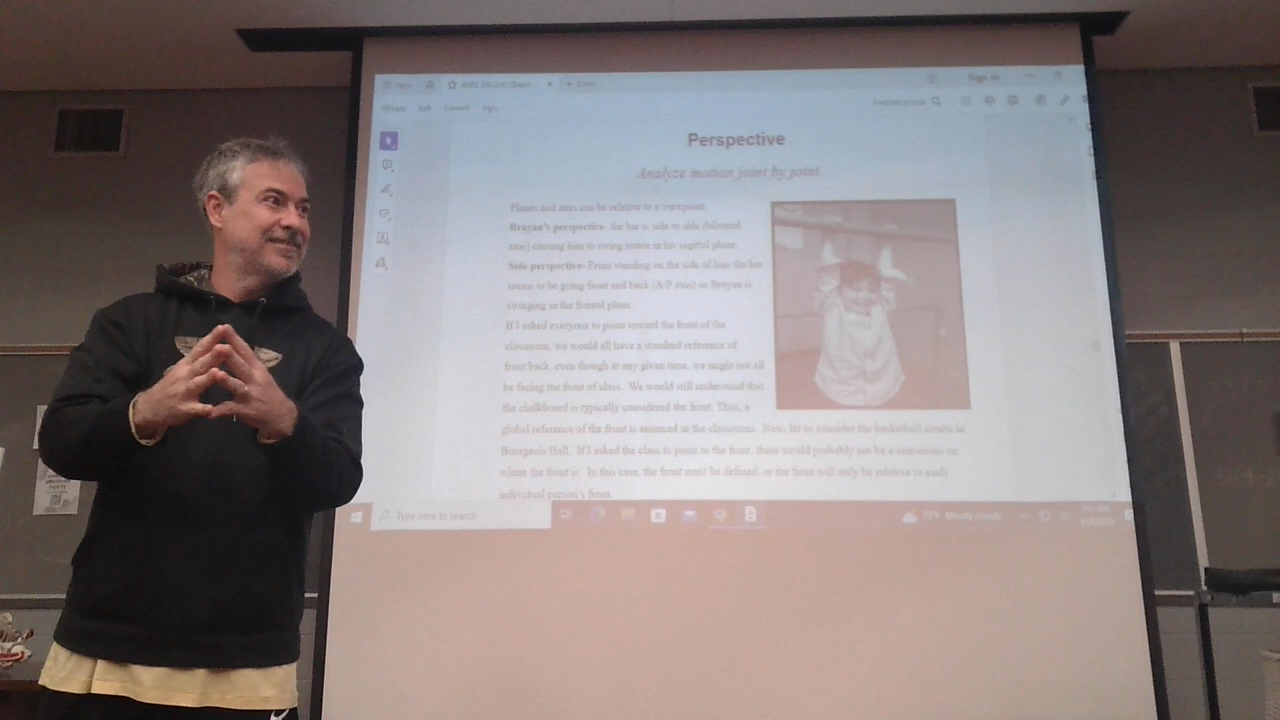 Sign in
Edit
Convert
Sign
Perspective
Analyze motion joint by joint.
Planes and axes can be relative to a viewpoint.
Brayan's perspective- the bar is side to side (bilateral
axis) causing him to swing/rotate in his sagittal plane.
Side perspective- From standing on the side of him the bar
seems to be going front and back (A/P axis) so Brayan is
swinging in the frontal plane.
If I asked everyone to point toward the front of the
classroom, we would all have a standard reference of
front/back, even though at any given time, we might not all
be facing the front of class. We would still understand that
the chalkboard is typically considered the front. Thus, a
global reference of the front is assumed in the classroom. Now, let us consider the basketball courts in
Bourgeois Hall. If I asked the class to point to the front, there would probably not be a consensus on
where the front is. In this case, the front must be defined, or the front will only be relative to each
individual person's front.
Type here to search
Mostly cloudy